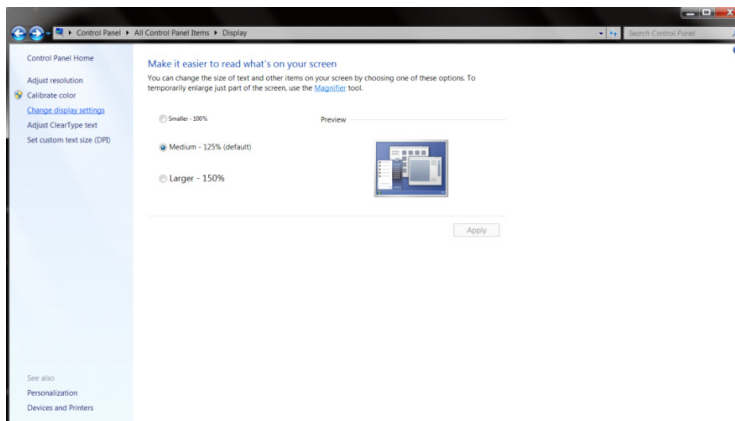 Control Panel ▸ All Control Panel Items ▸ Display
Search Control Panel
Control Panel Home
Adjust resolution
Calibrate color
Change display settings
Adjust ClearType text
Set custom text size (DPI)
Make it easier to read what's on your screen
You can change the size of text and other items on your screen by choosing one of these options. To
temporarily enlarge just part of the screen, use the Magnifier tool.
Smaller - 100%
Preview
Medium - 125% (default)
Larger - 150%
Apply
See also
Personalization
Devices and Printers